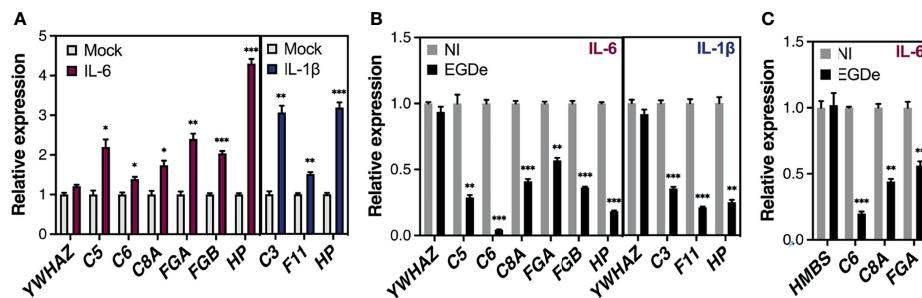 A
Relative expression
5
4
3
2
1
0
Mock
IL-6
Mock
IL-1β
*
*
*
**
***
***
**
**
***
YWHAZ
C5
C6
C8A
FGA
FGB
HP
C3
F11
HP
B
Relative expression
1.5
1.0
0.5
0.0
NI
EGDe
IL-6
IL-1β
**
***
***
**
***
***
***
***
**
YWHAZ
C5
C6
C8A
FGA
FGB
HP
YWHAZ
C3
F11
HP
C
Relative expression
1.5
1.0
0.5
0.0
NI
EGDe
IL-6
***
**
**
HMBS
C6
C8A
FGA